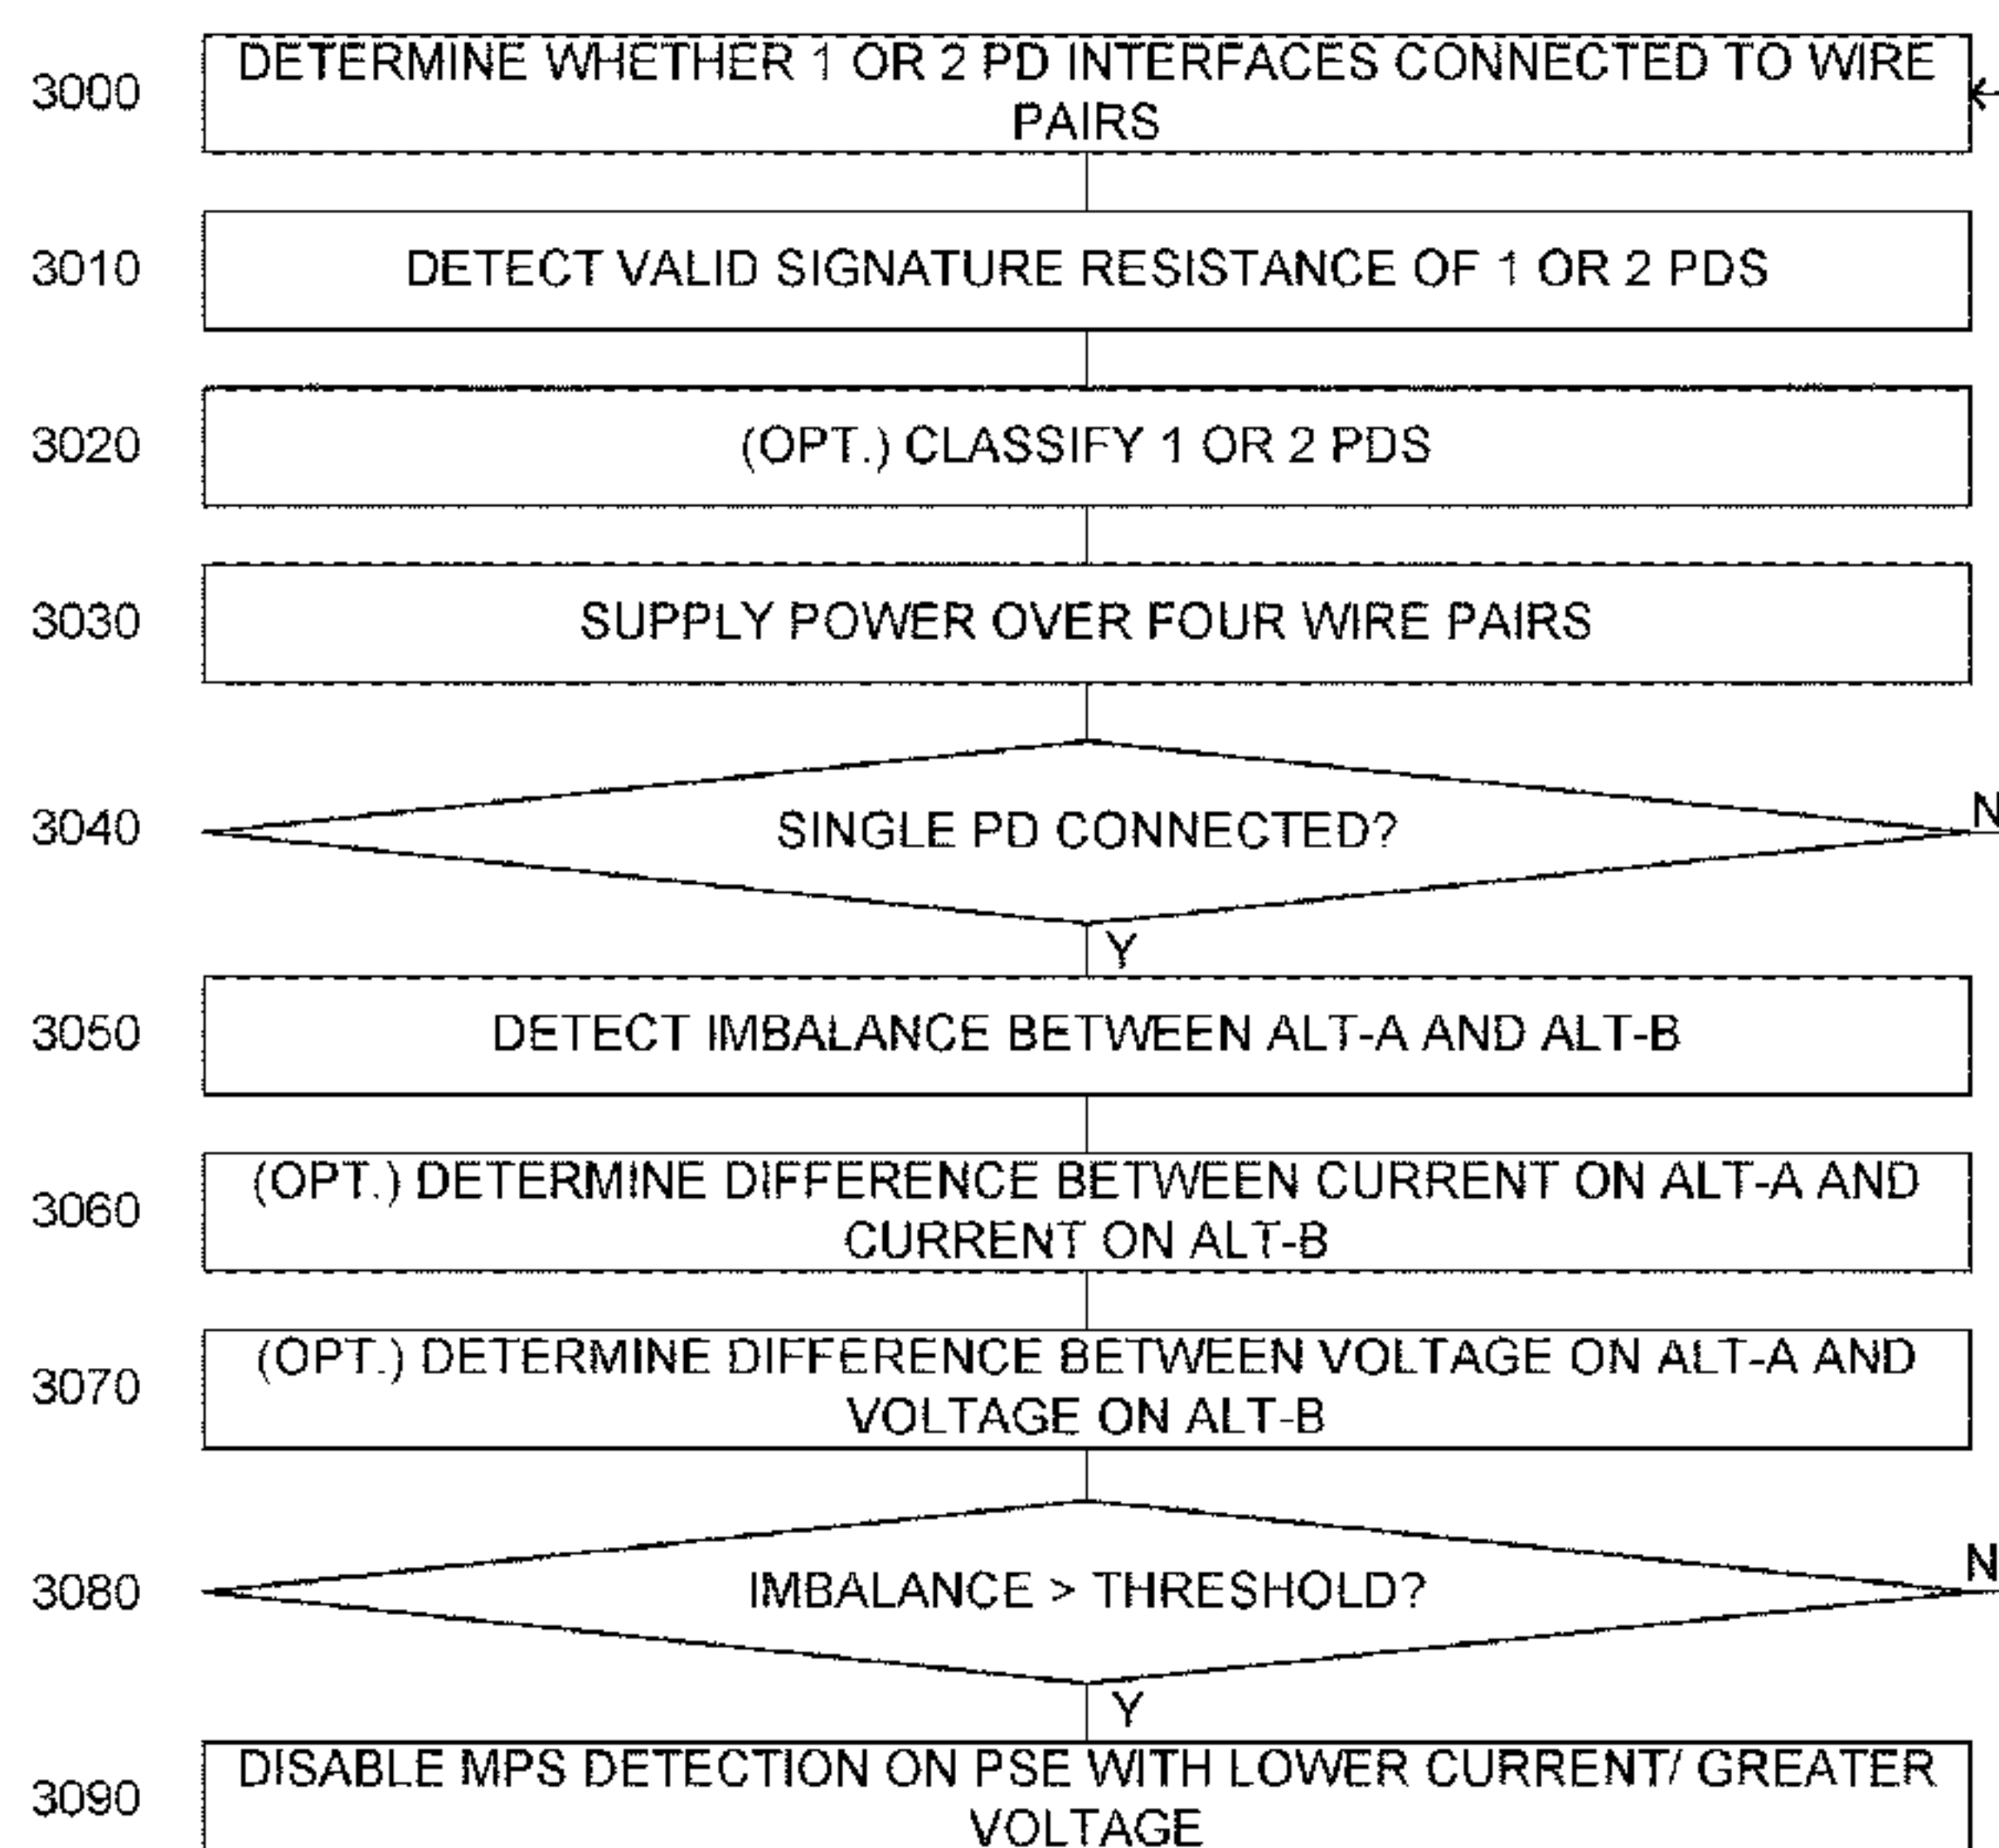 3000
DETERMINE WHETHER 1 OR 2 PD INTERFACES CONNECTED TO WIRE
PAIRS
3010
DETECT VALID SIGNATURE RESISTANCE OF 1 OR 2 PDS
3020
(OPT.) CLASSIFY 1 OR 2 PDS
3030
SUPPLY POWER OVER FOUR WIRE PAIRS
3040
SINGLE PD CONNECTED?
N
Y
3050
DETECT IMBALANCE BETWEEN ALT-A AND ALT-B
3060
(OPT.) DETERMINE DIFFERENCE BETWEEN CURRENT ON ALT-A AND
CURRENT ON ALT-B
3070
(OPT.) DETERMINE DIFFERENCE BETWEEN VOLTAGE ON ALT-A AND
VOLTAGE ON ALT-B
3080
IMBALANCE > THRESHOLD?
N
Y
3090
DISABLE MPS DETECTION ON PSE WITH LOWER CURRENT/ GREATER
VOLTAGE